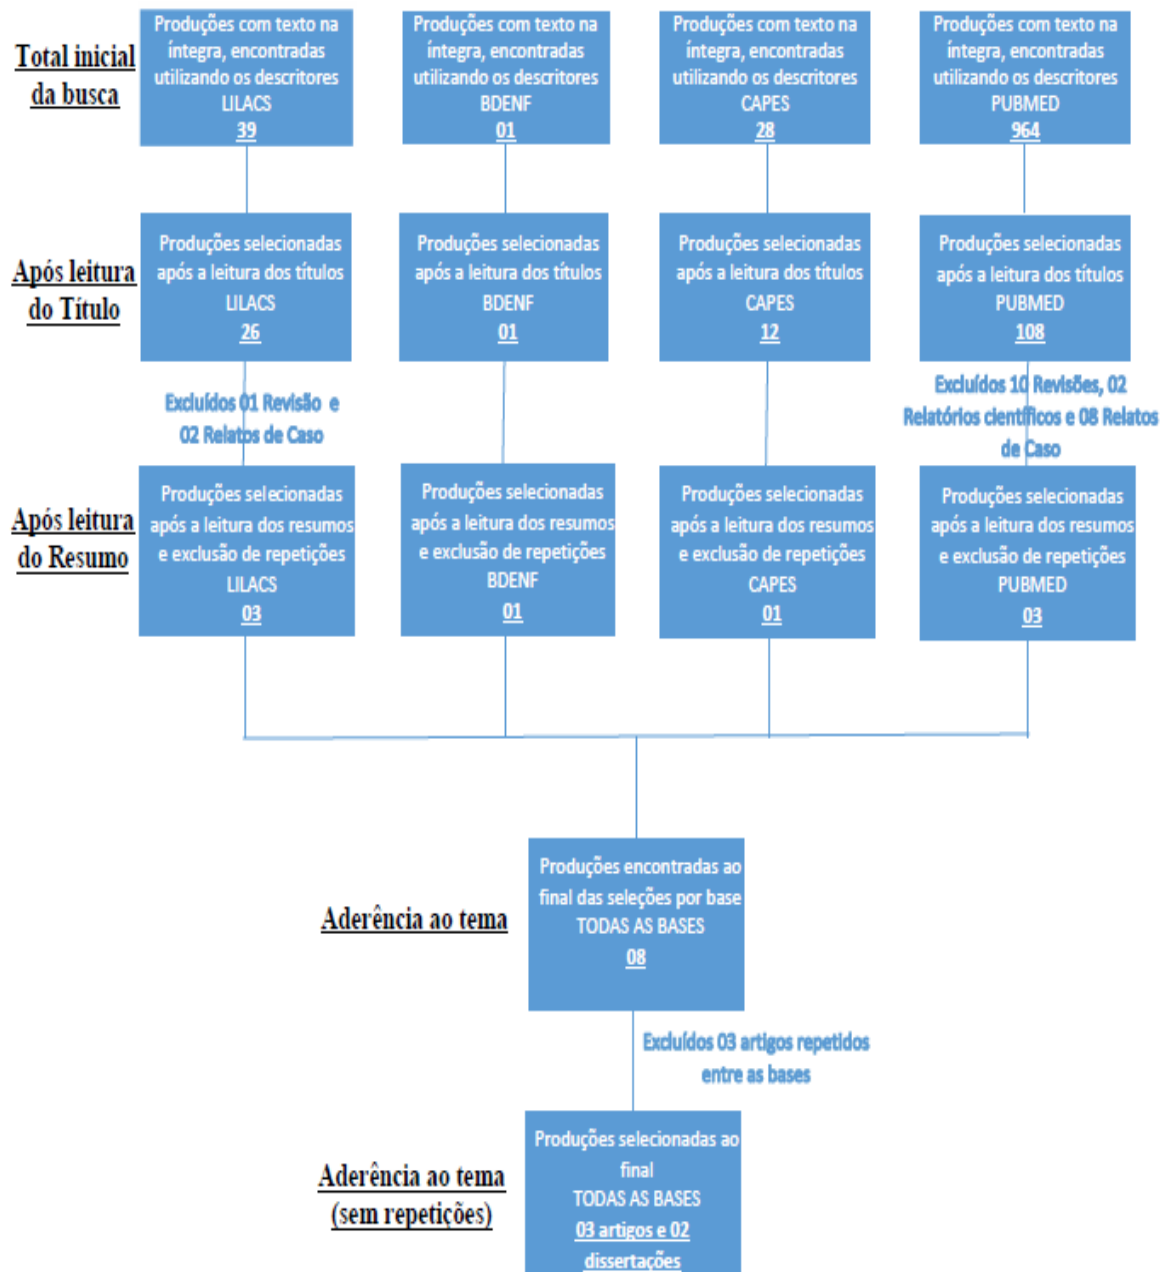 Total inicial
da busca
Produções com texto na
íntegra, encontradas
utilizando os descritores
LILACS
39
Produções com texto na
íntegra, encontradas
utilizando os descritores
BDENF
01
Produções com texto na
íntegra, encontradas
utilizando os descritores
CAPES
28
Produções com texto na
íntegra, encontradas
utilizando os descritores
PUBMED
964
Após leitura
do Título
Produções selecionadas
após a leitura dos títulos
LILACS
26
Produções selecionadas
após a leitura dos títulos
BDENF
01
Produções selecionadas
após a leitura dos títulos
CAPES
12
Produções selecionadas
após a leitura dos títulos
PUBMED
108
Excluídos 01 Revisão e
02 Relatos de Caso
Excluídos 10 Revisões, 02
Relatórios científicos e 08 Relatos
de Caso
Após leitura
do Resumo
Produções selecionadas
após a leitura dos resumos
e exclusão de repetições
LILACS
03
Produções selecionadas
após a leitura dos resumos
e exclusão de repetições
BDENF
01
Produções selecionadas
após a leitura dos resumos
e exclusão de repetições
CAPES
01
Produções selecionadas
após a leitura dos resumos
e exclusão de repetições
PUBMED
03
Aderência ao tema
Produções encontradas ao
final das seleções por base
TODAS AS BASES
08
Excluídos 03 artigos repetidos
entre as bases
Aderência ao tema
(sem repetições)
Produções selecionadas ao
final
TODAS AS BASES
03 artigos e 02
dissertações